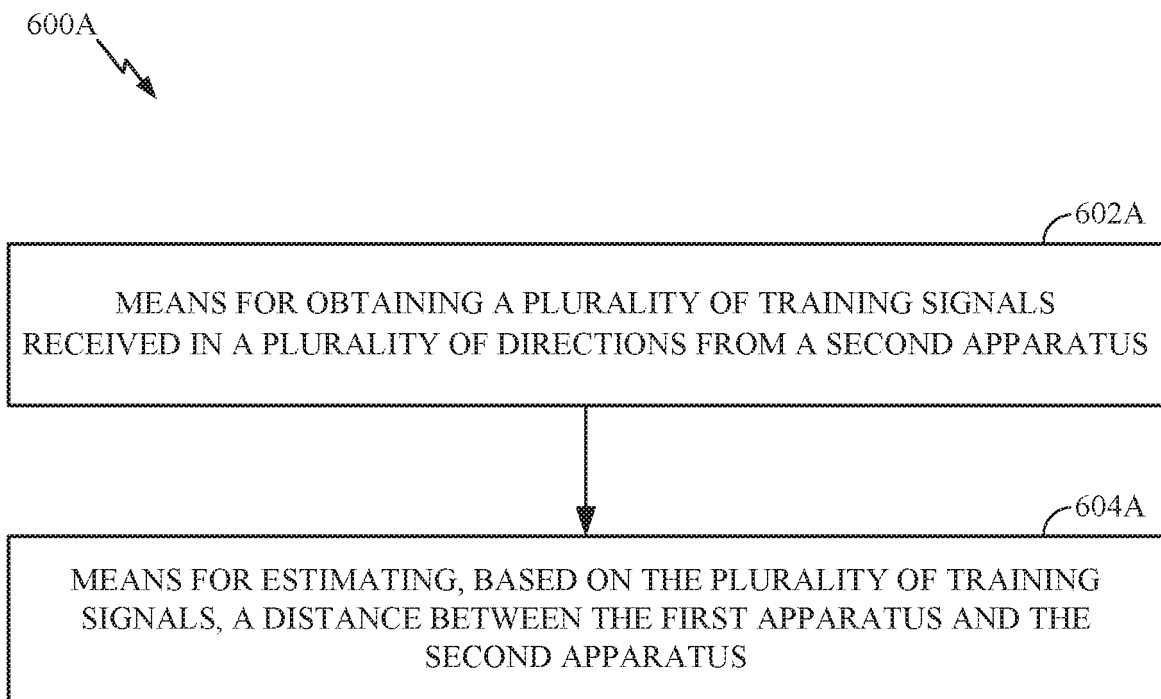 600A
602A
MEANS FOR OBTAINING A PLURALITY OF TRAINING SIGNALS
RECEIVED IN A PLURALITY OF DIRECTIONS FROM A SECOND APPARATUS
604A
MEANS FOR ESTIMATING, BASED ON THE PLURALITY OF TRAINING
SIGNALS, A DISTANCE BETWEEN THE FIRST APPARATUS AND THE
SECOND APPARATUS